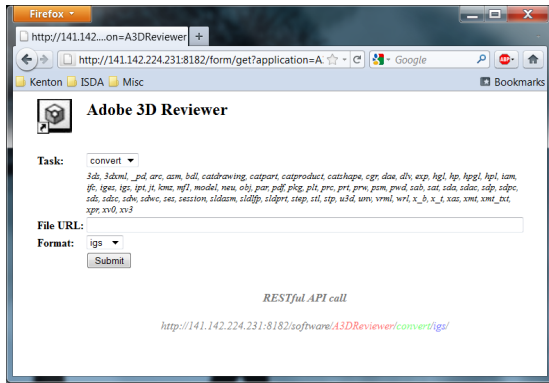 Firefox
http://141.142....on=A3DReviewer
http://141.142.224.231:8182/form/get?application=A
Google
Kenton ISDA Misc Bookmarks
Adobe 3D Reviewer
Task: convert
3ds, 3dxml, _pd, arc, asm, bdl, catdrawing, catpart, catproduct, catshape, cgr, dae, dlv, exp, hgl, hp, hpgl, hpl, iam,
ifc, iges, igs, ipt, jt, kmz, mf1, model, neu, obj, par, pdf, pkg, plt, prc, prt, prw, psm, pwd, sab, sat, sda, sdac, sdp, sdpc,
sds, sdsc, sdw, sdwc, ses, session, sldasm, sldlfp, sldprt, step, stl, stp, u3d, unv, vrml, wrl, x_b, x_t, xas, xmt, xmt_txt,
xpr, xv0, xv3
File URL:
Format: igs
Submit
RESTful API call
http://141.142.224.231:8182/software/A3DReviewer/convert/igs/